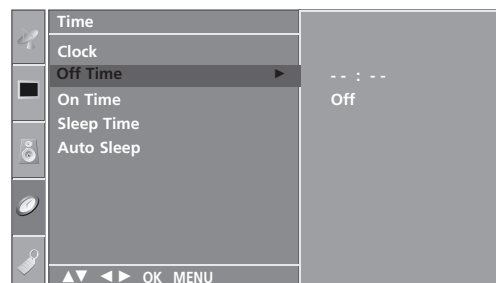 Time
Clock
Off Time ► -- : --
On Time Off
Sleep Time
Auto Sleep
▲▼ ◄► OK MENU